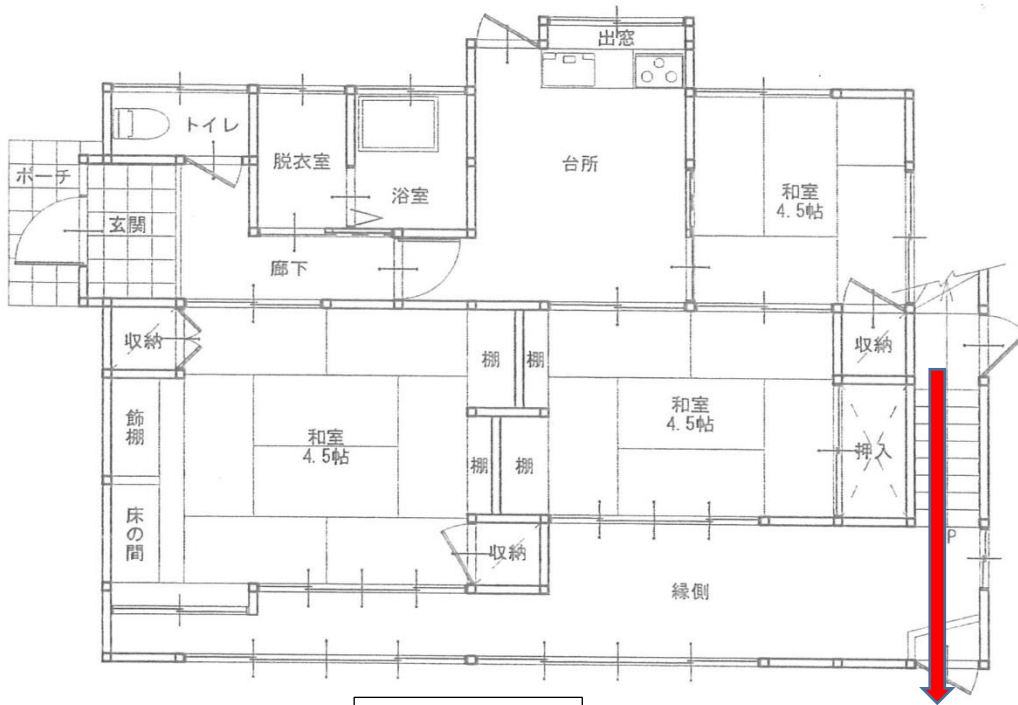 出窓
トイレ
脱衣室
浴室
台所
和室
4.5帖
ポーチ
玄関
廊下
収納
棚
棚
収納
飾棚
和室
4.5帖
和室
4.5帖
押入
棚
棚
床の間
収納
縁側
P